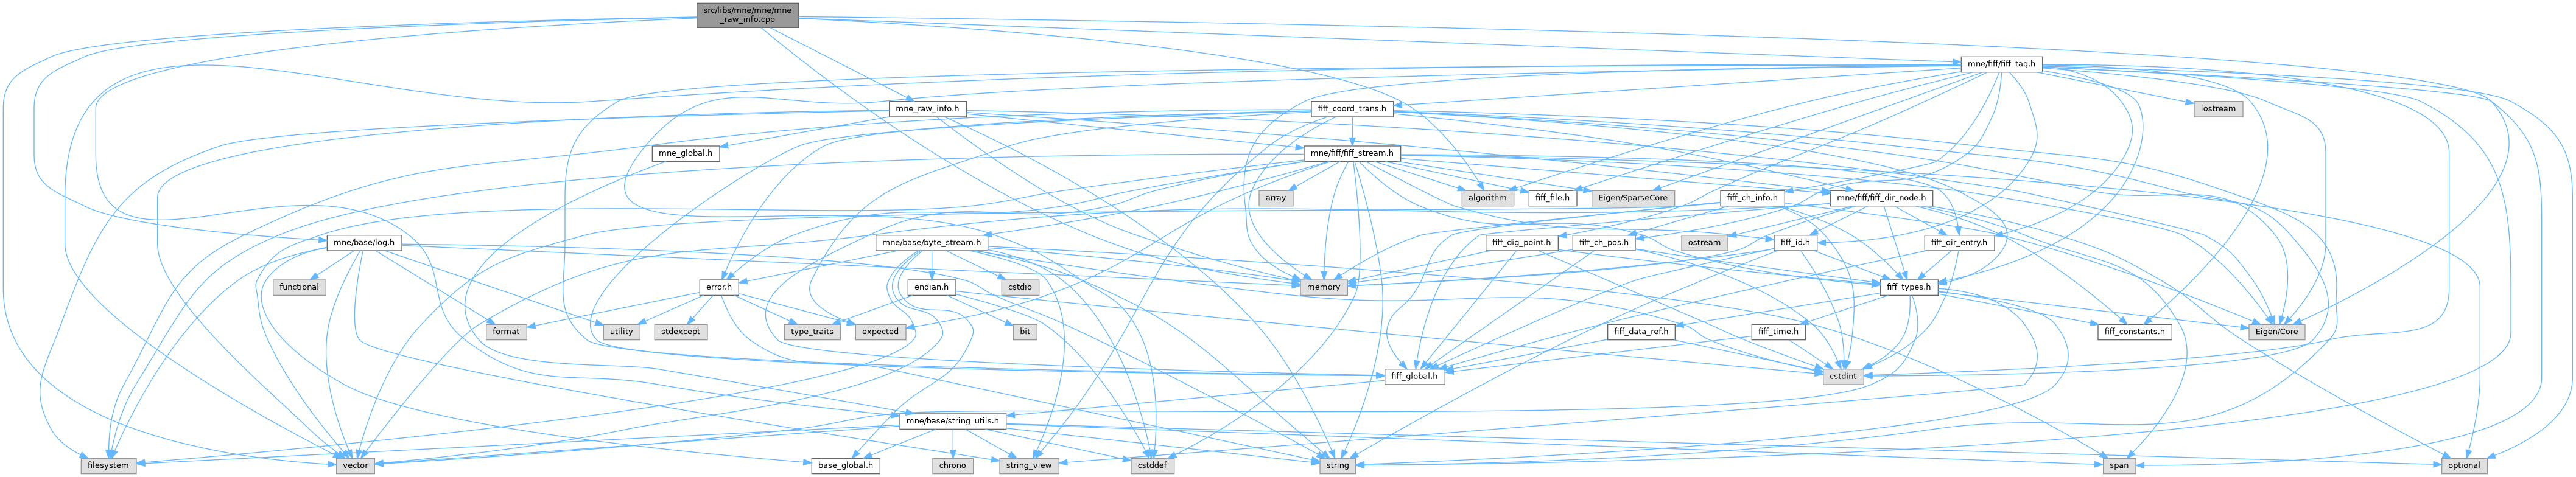 src/libs/mne/mne/mne
_raw_info.cpp
mne/fiff/fiff_tag.h
mne_raw_info.h
fiff_coord_trans.h
iostream
mne_global.h
mne/fiff/fiff_stream.h
array
algorithm
fiff_file.h
Eigen/SparseCore
fiff_ch_info.h
mne/fiff/fiff_dir_node.h
mne/base/log.h
mne/base/byte_stream.h
fiff_dig_point.h
fiff_ch_pos.h
ostream
fiff_id.h
fiff_dir_entry.h
functional
error.h
endian.h
cstdio
memory
fiff_types.h
format
utility
stdexcept
type_traits
expected
bit
fiff_data_ref.h
fiff_time.h
fiff_constants.h
Eigen/Core
fiff_global.h
cstdint
mne/base/string_utils.h
filesystem
vector
base_global.h
chrono
string_view
cstddef
string
span
optional